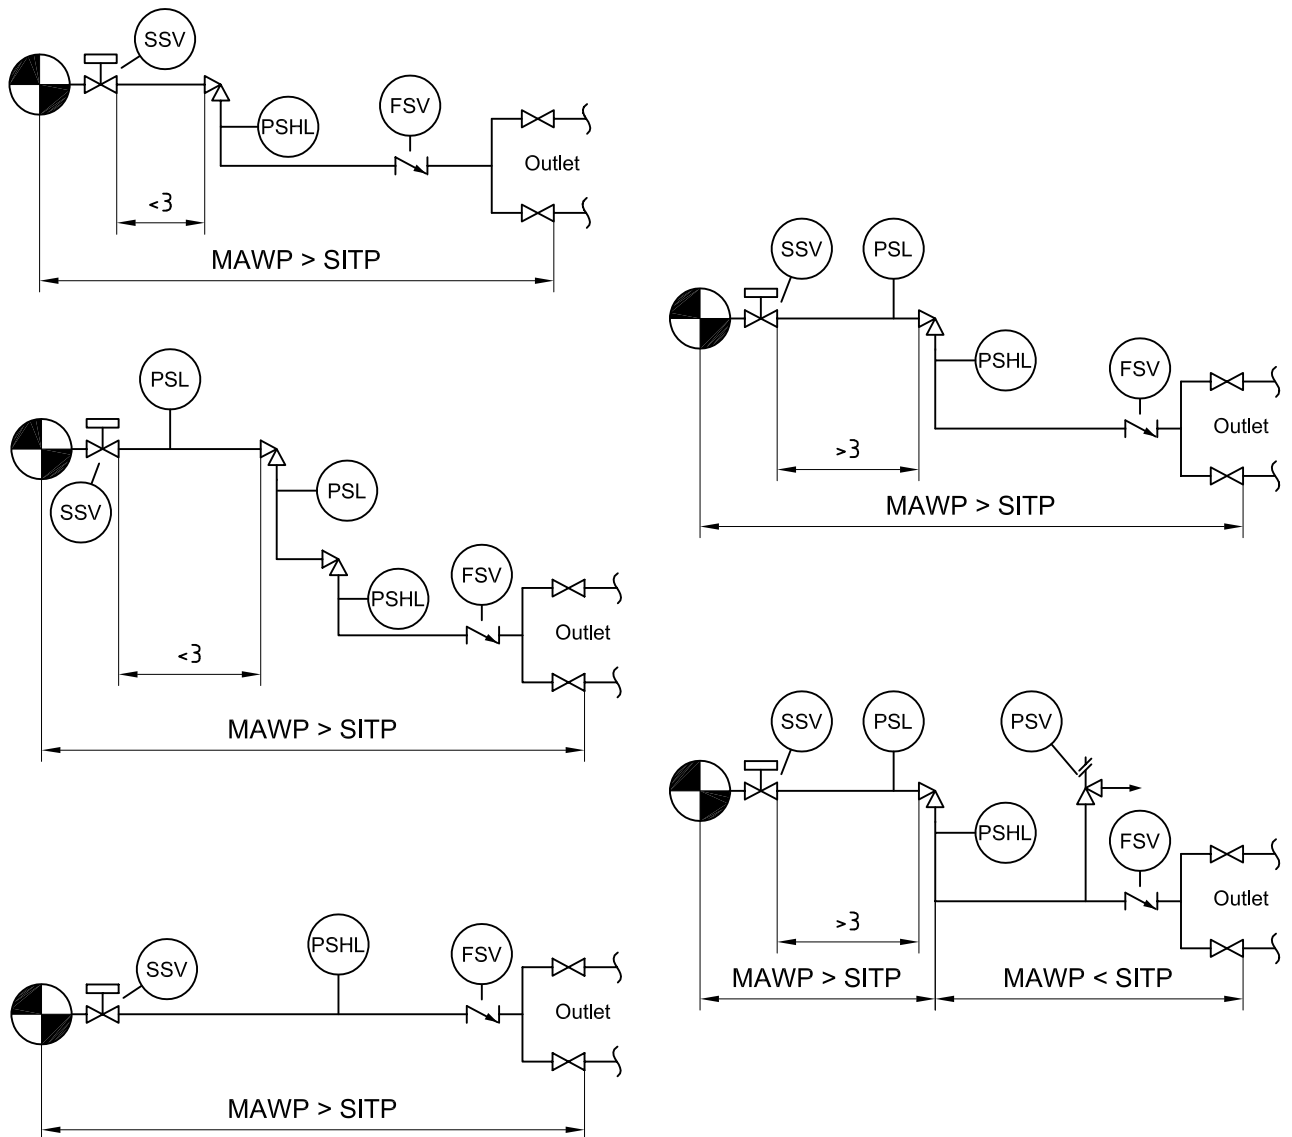 SSV
FSV
PSHL
Outlet
<3
MAWP > SITP
SSV
PSL
PSHL
FSV
Outlet
>3
MAWP > SITP
PSL
PSL
SSV
FSV
PSHL
Outlet
<3
MAWP > SITP
SSV
PSL
PSV
PSHL
FSV
Outlet
>3
MAWP > SITP
MAWP < SITP
PSHL
FSV
SSV
Outlet
MAWP > SITP